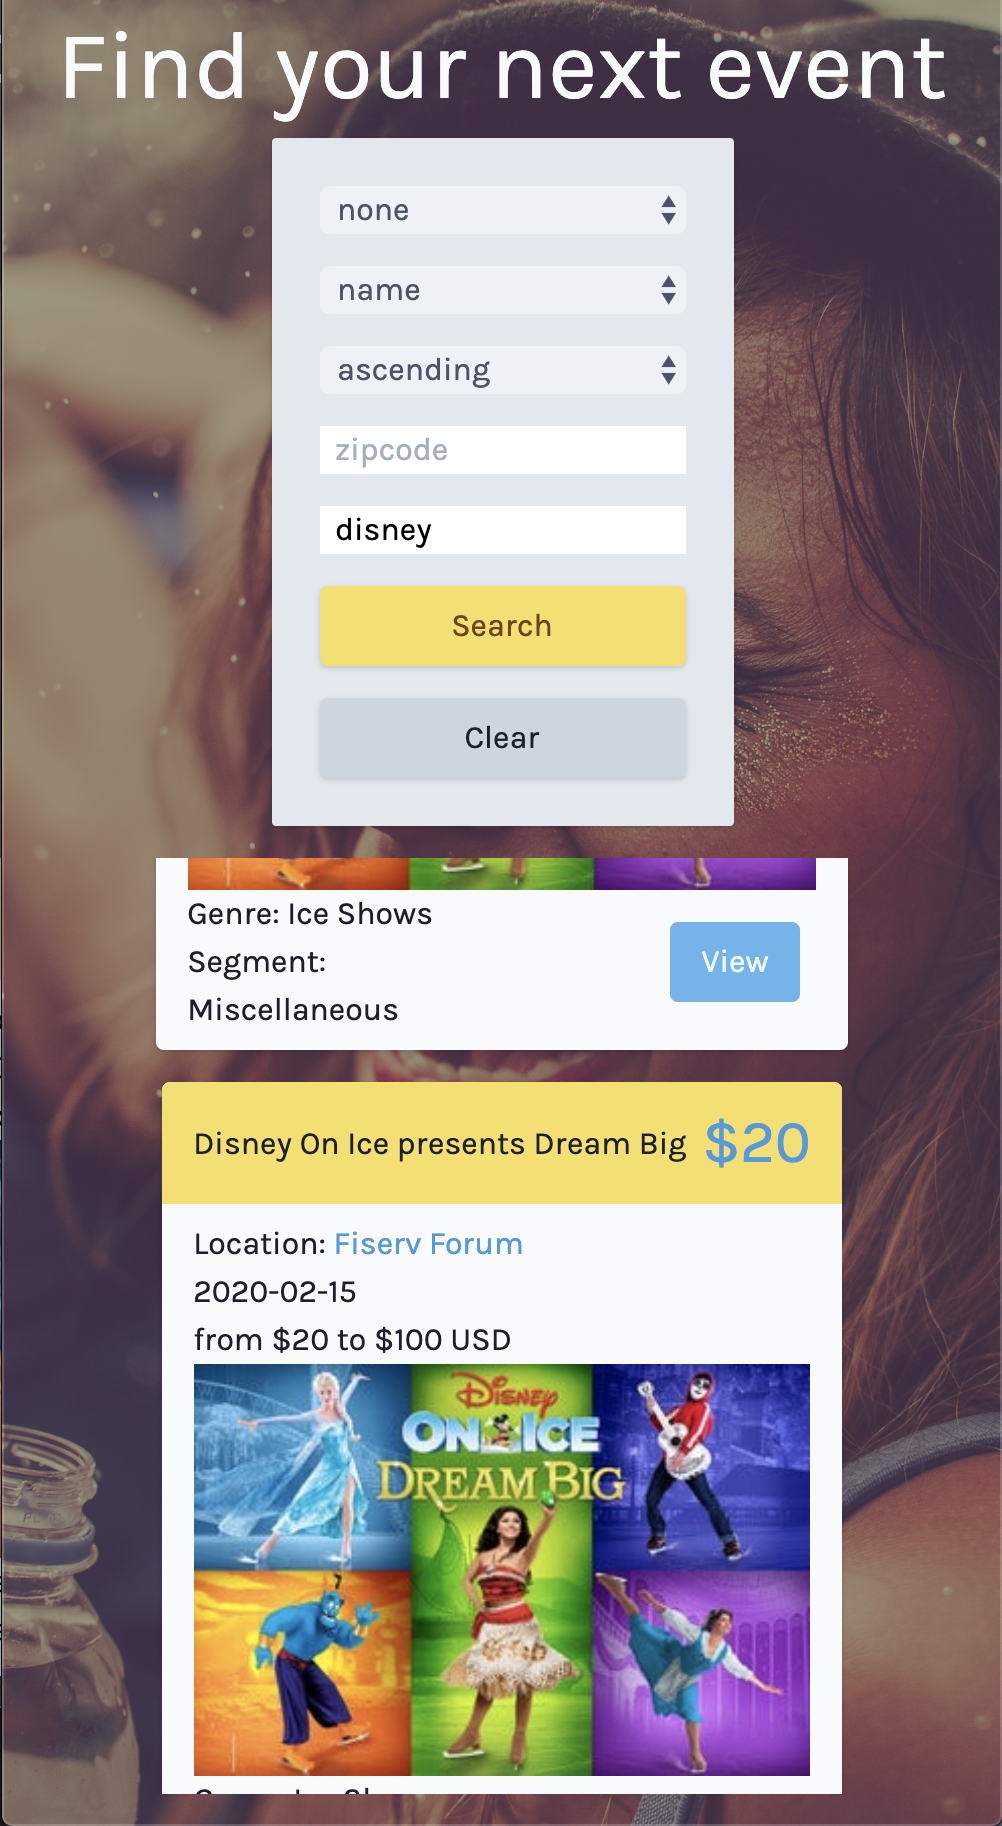 Find your next event
none
name
ascending
zipcode
disney
Search
Clear
Genre: Ice Shows
Segment:
Miscellaneous
View
Disney On Ice presents Dream Big $20
Location: Fiserv Forum
2020-02-15
from $20 to $100 USD
Disney
ON ICE
DREAM BIG